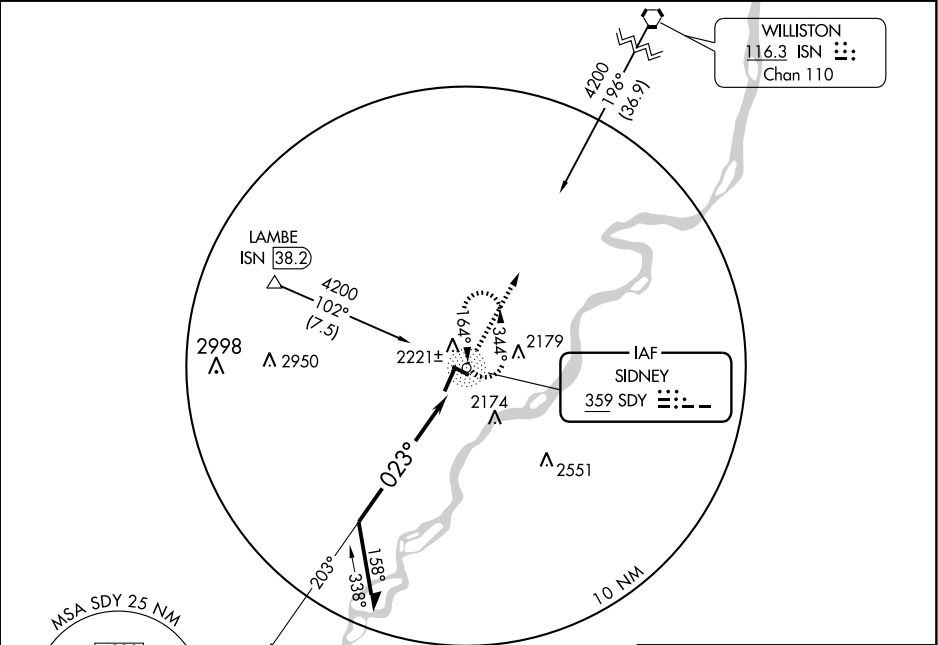 WILLISTON
116.3 ISN
Chan 110
4200
196°
(36.9)
LAMBE
ISN 38.2
4200
102°
(7.5)
164°
344°
2998
2950
2221±
2179
IAF
SIDNEY
359 SDY
2174
2551
023°
203°
158°
338°
10 NM
MSA SDY 25 NM